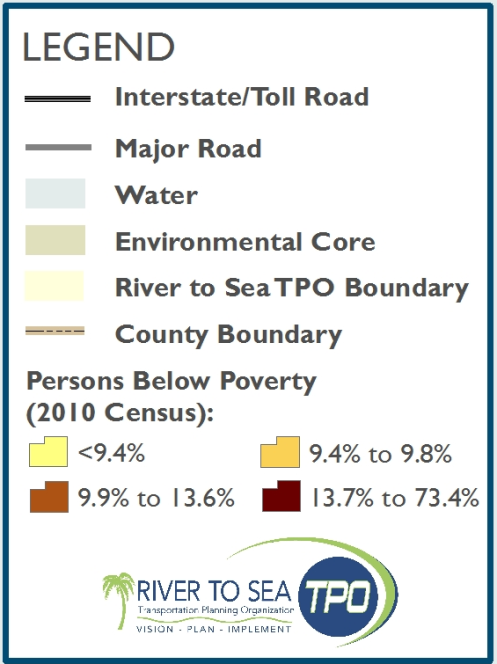 LEGEND
Interstate/Toll Road
Major Road
Water
Environmental Core
River to Sea TPO Boundary
County Boundary
Persons Below Poverty
(2010 Census):
<9.4%
9.4% to 9.8%
9.9% to 13.6%
13.7% to 73.4%
RIVER TO SEA
TPO
Transportation Planning Organization
VISION - PLAN - IMPLEMENT